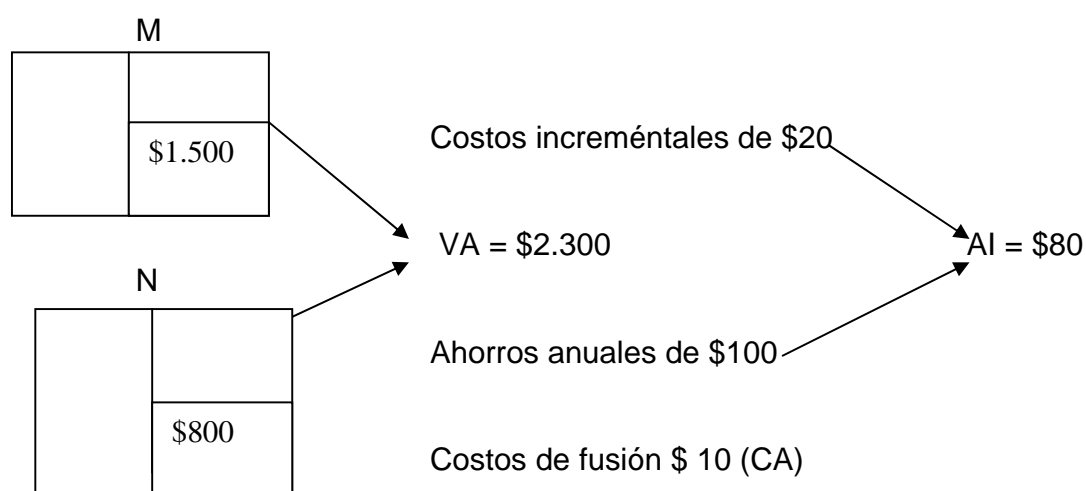 M
$1.500
Costos increméntales de $20
VA = $2.300
AI = $80
N
Ahorros anuales de $100
$800
Costos de fusión $ 10 (CA)